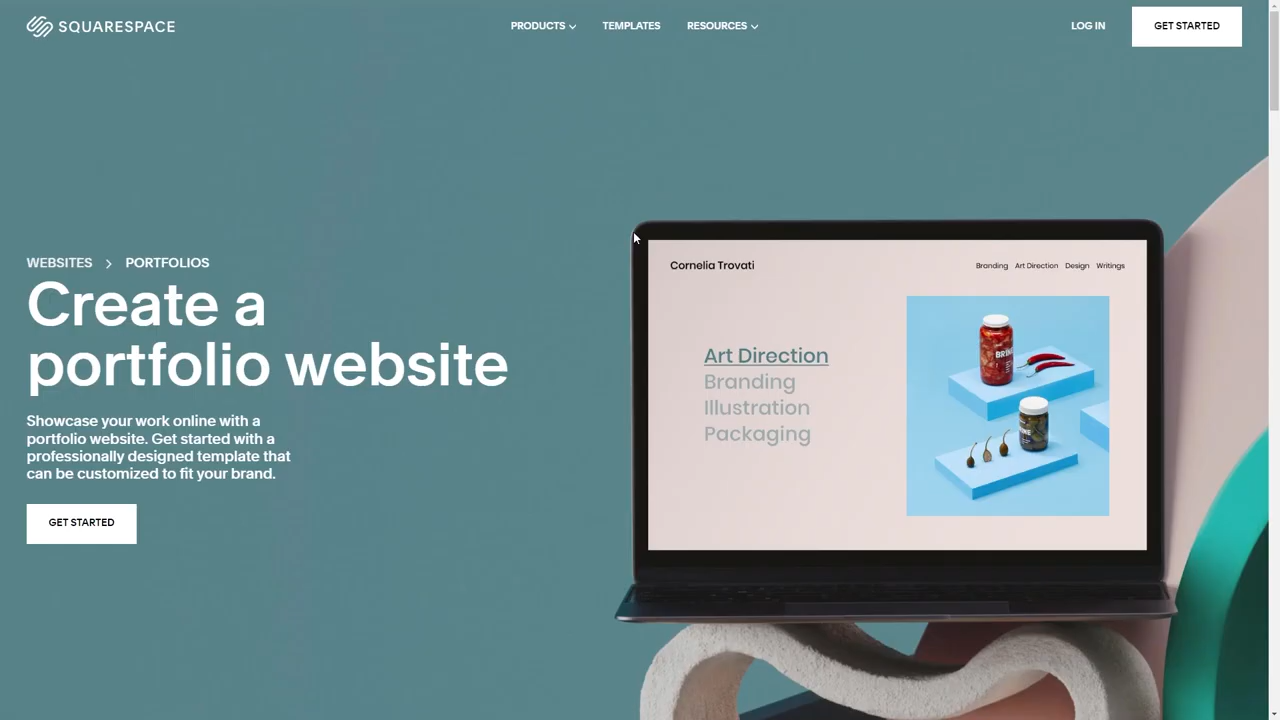 SQUARESPACE
PRODUCTS
TEMPLATES
RESOURCES
LOG IN
GET STARTED
WEBSITES > PORTFOLIOS
Create a
portfolio website
Showcase your work online with a
portfolio website. Get started with a
professionally designed template that
can be customized to fit your brand.
GET STARTED
Cornelia Trovati
Branding Art Direction Design Writings
Art Direction
Branding
Illustration
Packaging